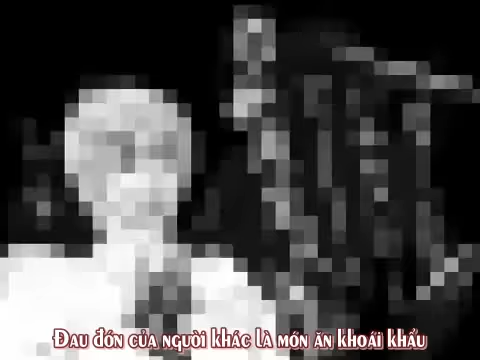 Đau đớn của người khác là món ăn khoái khẩu